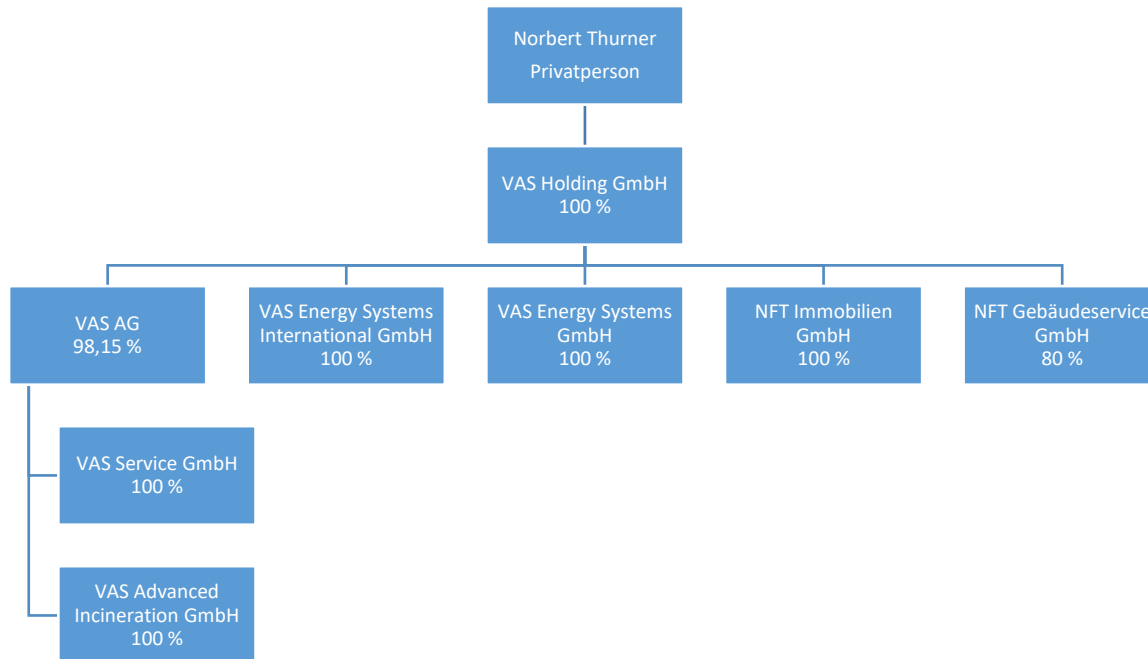 Norbert Thurner
Privatperson
VAS Holding GmbH
100 %
VAS AG
98,15 %
VAS Energy Systems
International GmbH
100 %
VAS Energy Systems
GmbH
100 %
NFT Immobilien
GmbH
100 %
NFT Gebäudeservice
GmbH
80 %
VAS Service GmbH
100 %
VAS Advanced
Incineration GmbH
100 %